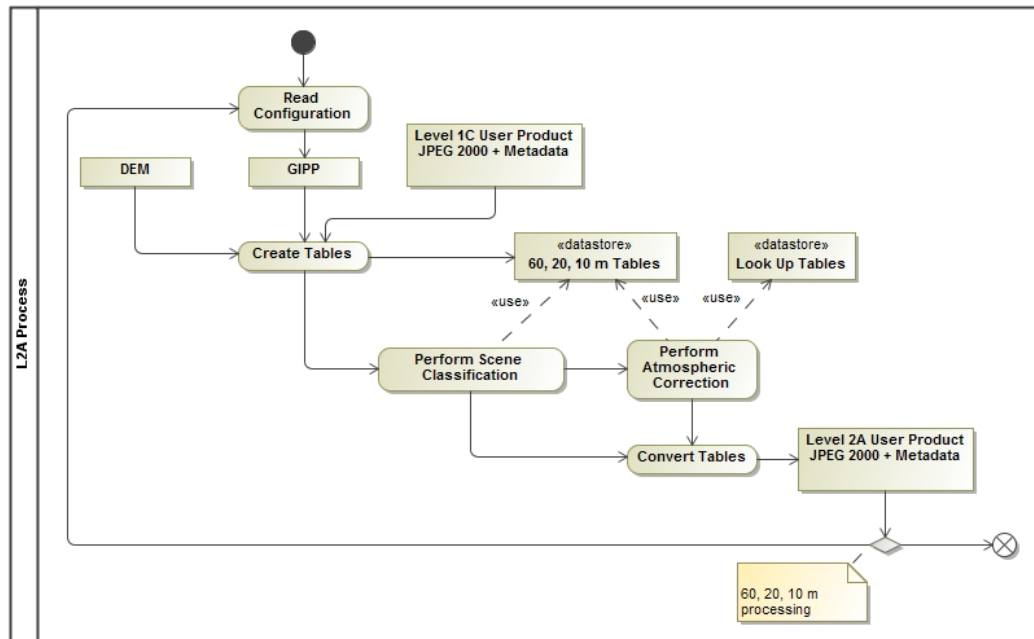 L2A Process
Read
Configuration
Level 1C User Product
JPEG 2000 + Metadata
DEM
GIPP
Create Tables
«datastore»
60, 20, 10 m Tables
«datastore»
Look Up Tables
«use»
«use»
«use»
Perform Scene
Classification
Perform
Atmospheric
Correction
Convert Tables
Level 2A User Product
JPEG 2000 + Metadata
60, 20, 10 m
processing